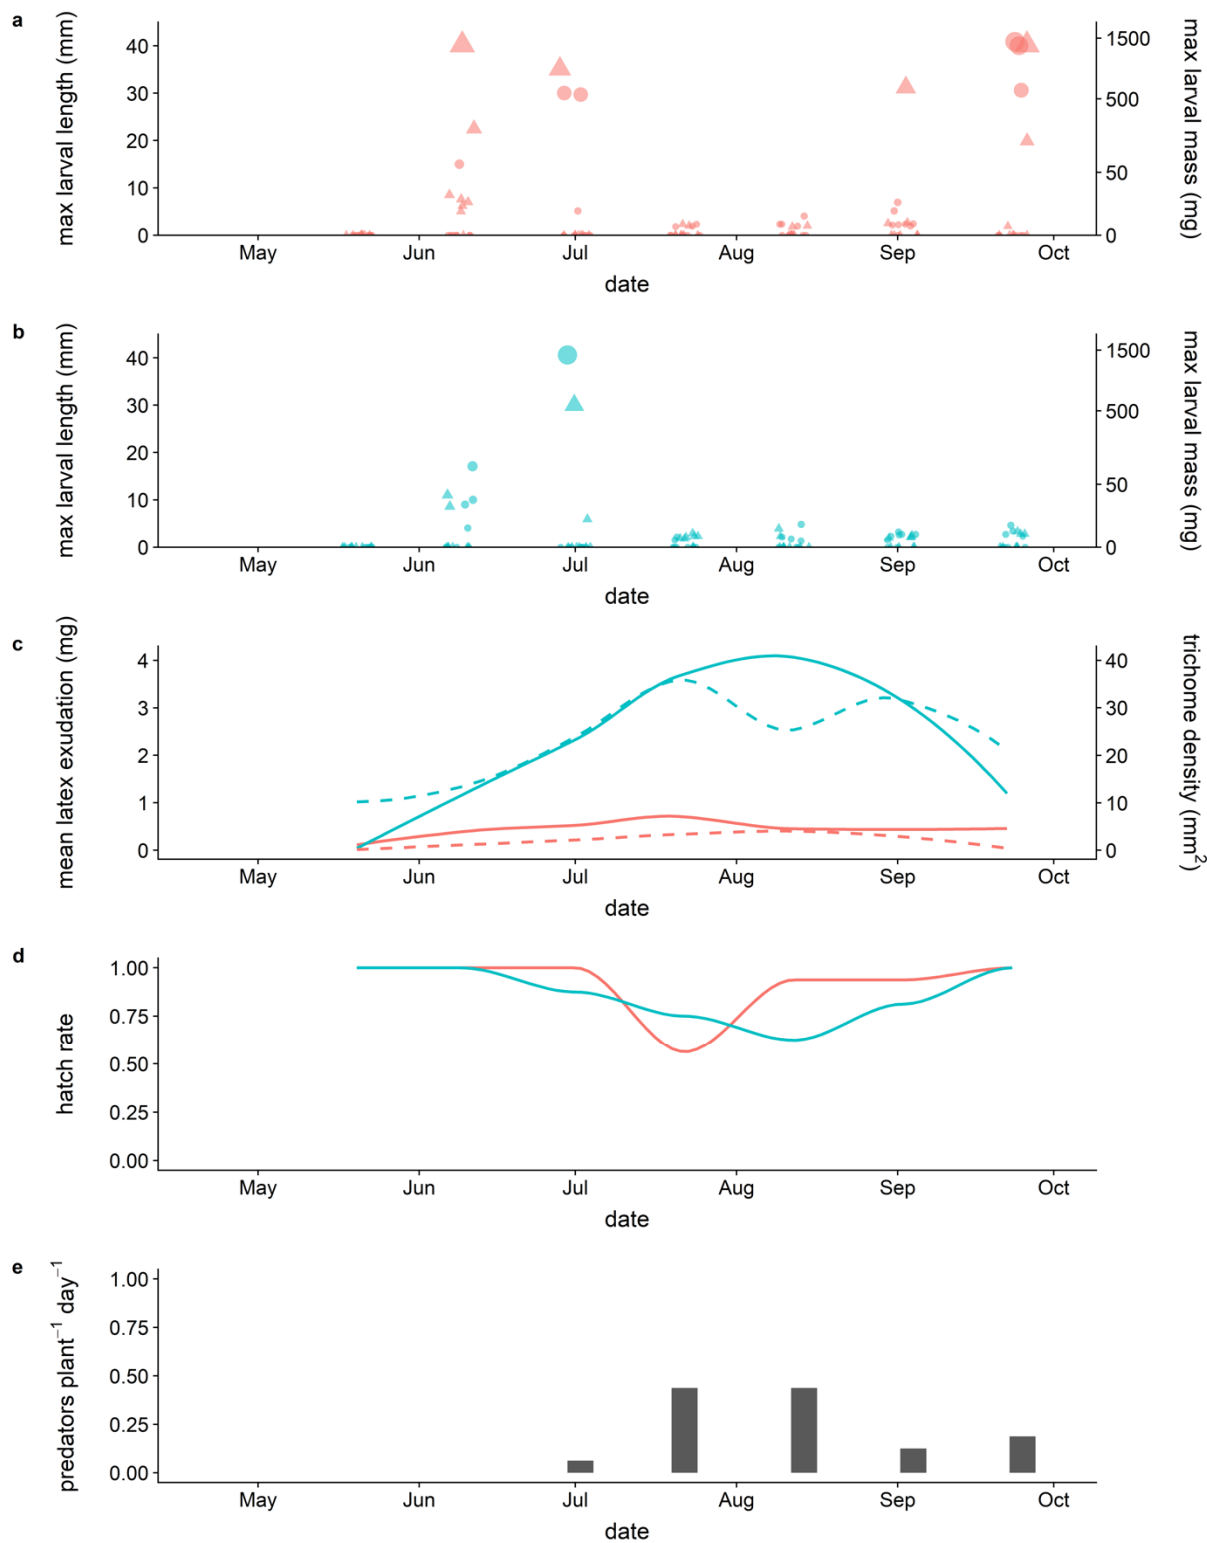 a
max larval length (mm)
40
30
20
10
0
1500
500
50
0
max larval mass (mg)
May Jun Jul Aug Sep Oct
date
b
max larval length (mm)
40
30
20
10
0
1500
500
50
0
max larval mass (mg)
May Jun Jul Aug Sep Oct
date
c
mean latex exudation (mg)
4
3
2
1
0
40
30
20
10
0
trichome density (mm²)
May Jun Jul Aug Sep Oct
date
d
hatch rate
1.00
0.75
0.50
0.25
0.00
May Jun Jul Aug Sep Oct
date
e
predators plant⁻¹ day⁻¹
1.00
0.75
0.50
0.25
0.00
May Jun Jul Aug Sep Oct
date